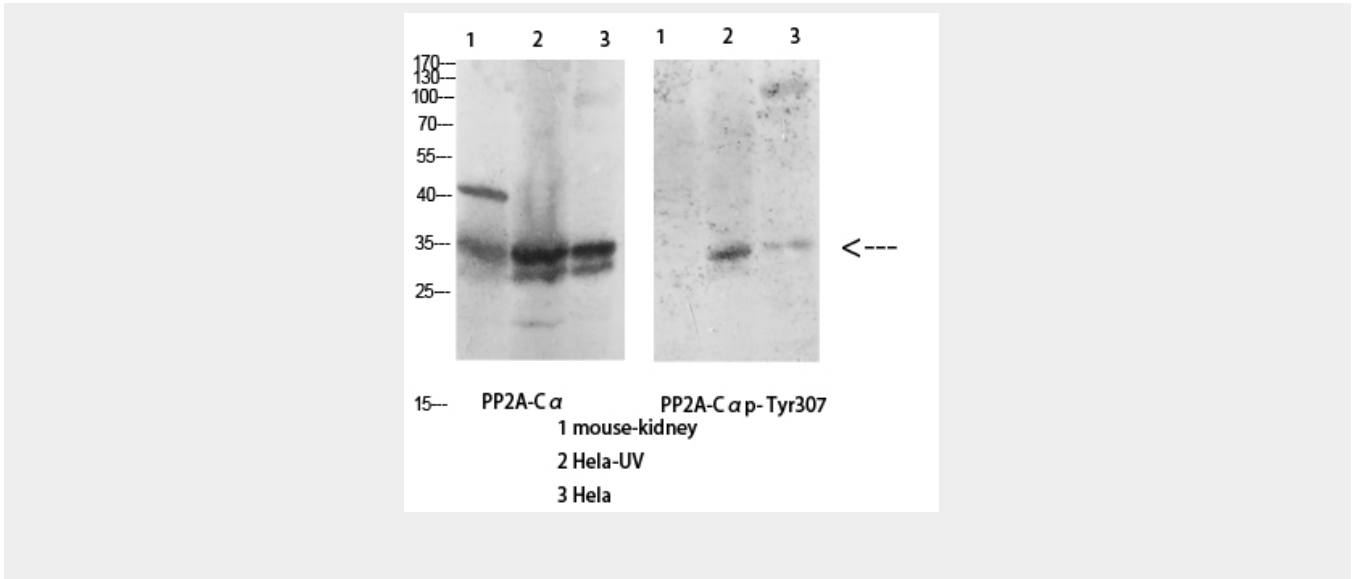 1 2 3 1 2 3
170---
130---
100---
70---
55---
40---
35--- <---
25---
15--- PP2A-C α PP2A-C α p- Tyr307
1 mouse-kidney
2 Hela-UV
3 Hela